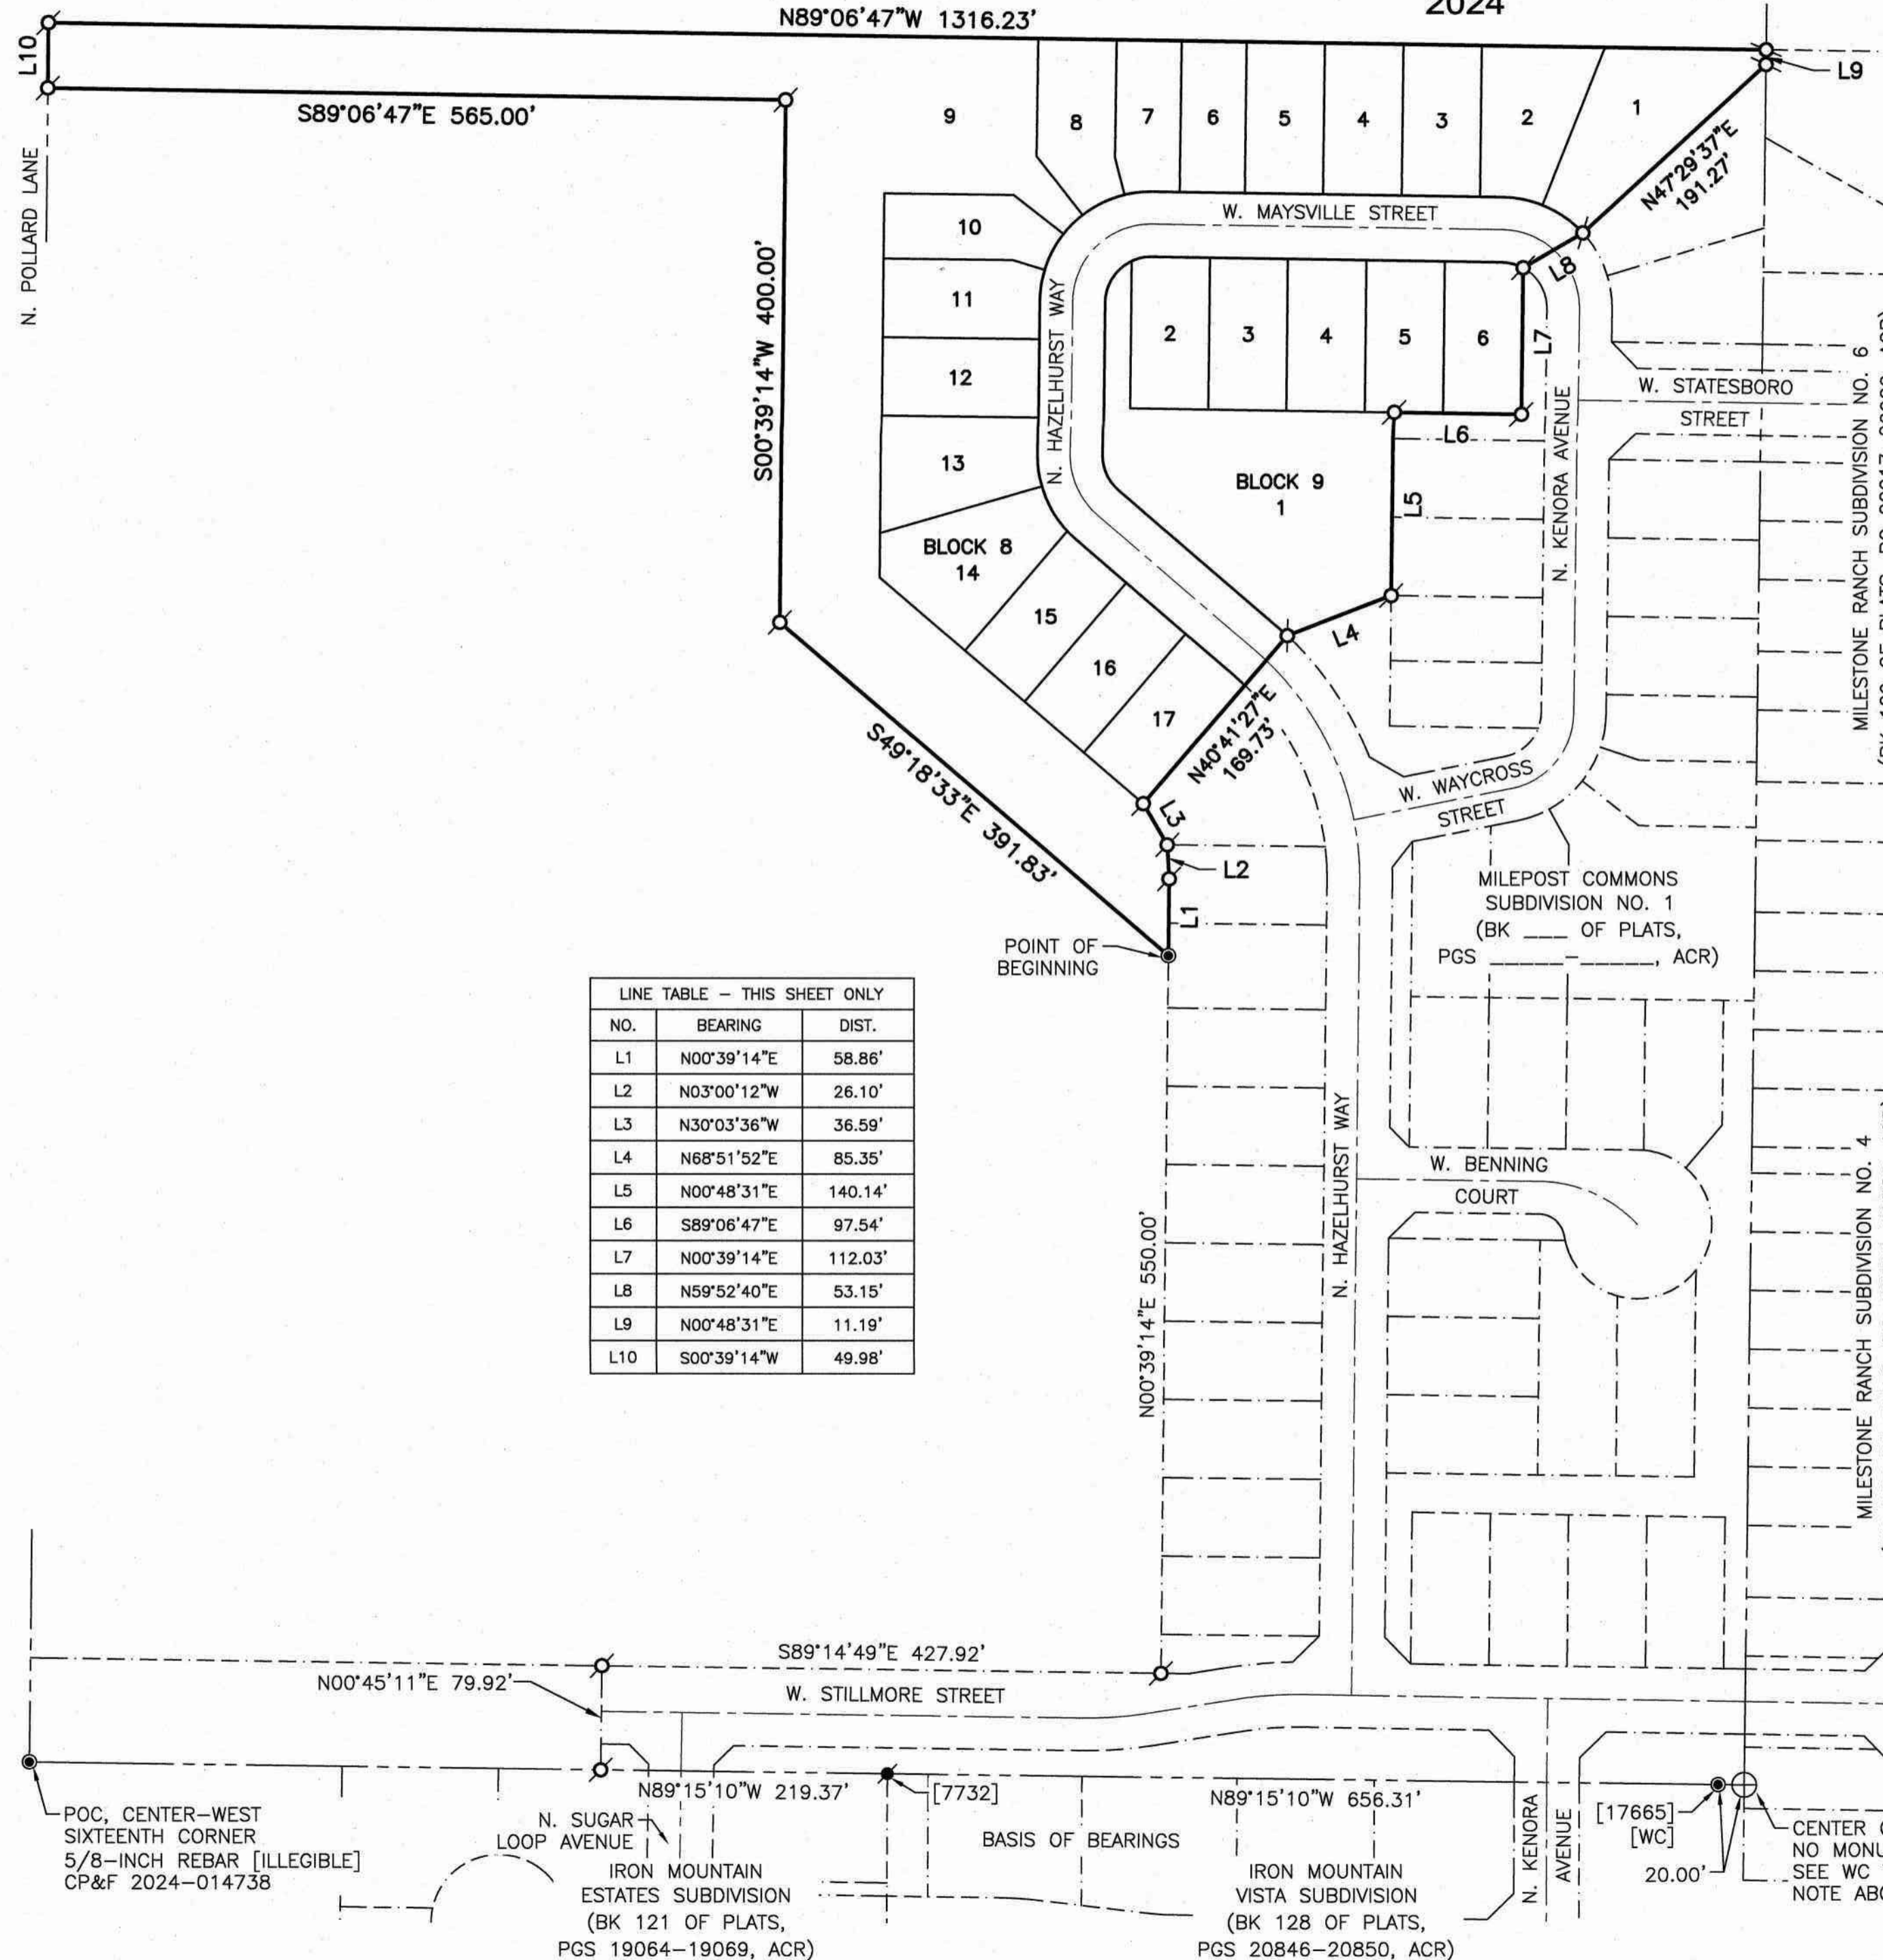 2024
N89°06'47"W 1316.23'
L10
L9
S89°06'47"E 565.00'
N. POLLARD LANE
9
8
7
6
5
4
3
2
1
N47°29'37"E
191.27'
W. MAYSVILLE STREET
10
L8
11
N. HAZELHURST WAY
2
3
4
5
6
L7
S00°39'14"W 400.00'
12
W. STATESBORO
STREET
L6
N. KENORA AVENUE
MILESTONE RANCH SUBDIVISION NO. 6
13
BLOCK 9
1
L5
BLOCK 8
14
15
L4
16
17
N40°41'27"E
169.73'
S49°18'33"E 391.83'
W. WAYCROSS
STREET
L3
L2
L1
MILEPOST COMMONS
SUBDIVISION NO. 1
(BK ___ OF PLATS,
PGS _____-_____, ACR)
POINT OF
BEGINNING
LINE TABLE – THIS SHEET ONLY
NO. BEARING DIST.
L1 N00°39'14"E 58.86'
L2 N03°00'12"W 26.10'
L3 N30°03'36"W 36.59'
L4 N68°51'52"E 85.35'
L5 N00°48'31"E 140.14'
L6 S89°06'47"E 97.54'
L7 N00°39'14"E 112.03'
L8 N59°52'40"E 53.15'
L9 N00°48'31"E 11.19'
L10 S00°39'14"W 49.98'
N. HAZELHURST WAY
W. BENNING
COURT
N00°39'14"E 550.00'
MILESTONE RANCH SUBDIVISION NO. 4
S89°14'49"E 427.92'
N00°45'11"E 79.92'
W. STILLMORE STREET
N89°15'10"W 219.37'
[7732]
N89°15'10"W 656.31'
[17665]
[WC]
20.00'
POC, CENTER-WEST
SIXTEENTH CORNER
5/8-INCH REBAR [ILLEGIBLE]
CP&F 2024-014738
N. SUGAR
LOOP AVENUE
BASIS OF BEARINGS
N. KENORA
AVENUE
IRON MOUNTAIN
ESTATES SUBDIVISION
(BK 121 OF PLATS,
PGS 19064-19069, ACR)
IRON MOUNTAIN
VISTA SUBDIVISION
(BK 128 OF PLATS,
PGS 20846-20850, ACR)
CENTER
NO
SEE WC
NOTE